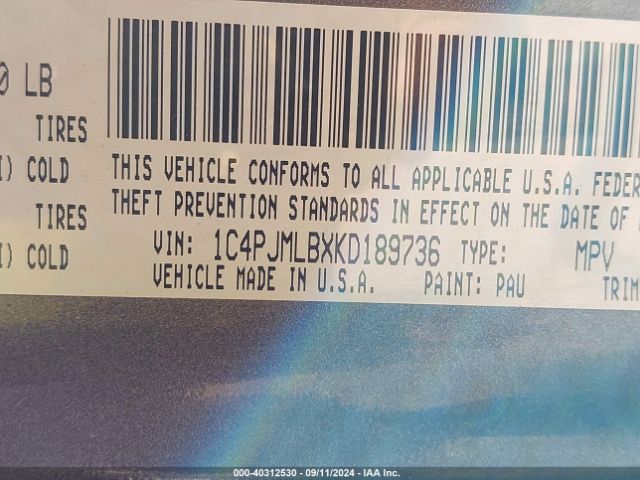 0 LB
TIRES
I) COLD
THIS VEHICLE CONFORMS TO ALL APPLICABLE U.S.A. FEDER
THEFT PREVENTION STANDARDS IN EFFECT ON THE DATE OF
TIRES
VIN: 1C4PJMLBXKD189736 TYPE: MPV
I) COLD
VEHICLE MADE IN U.S.A. PAINT: PAU TRIM
000-40312530 - 09/11/2024 - IAA Inc.